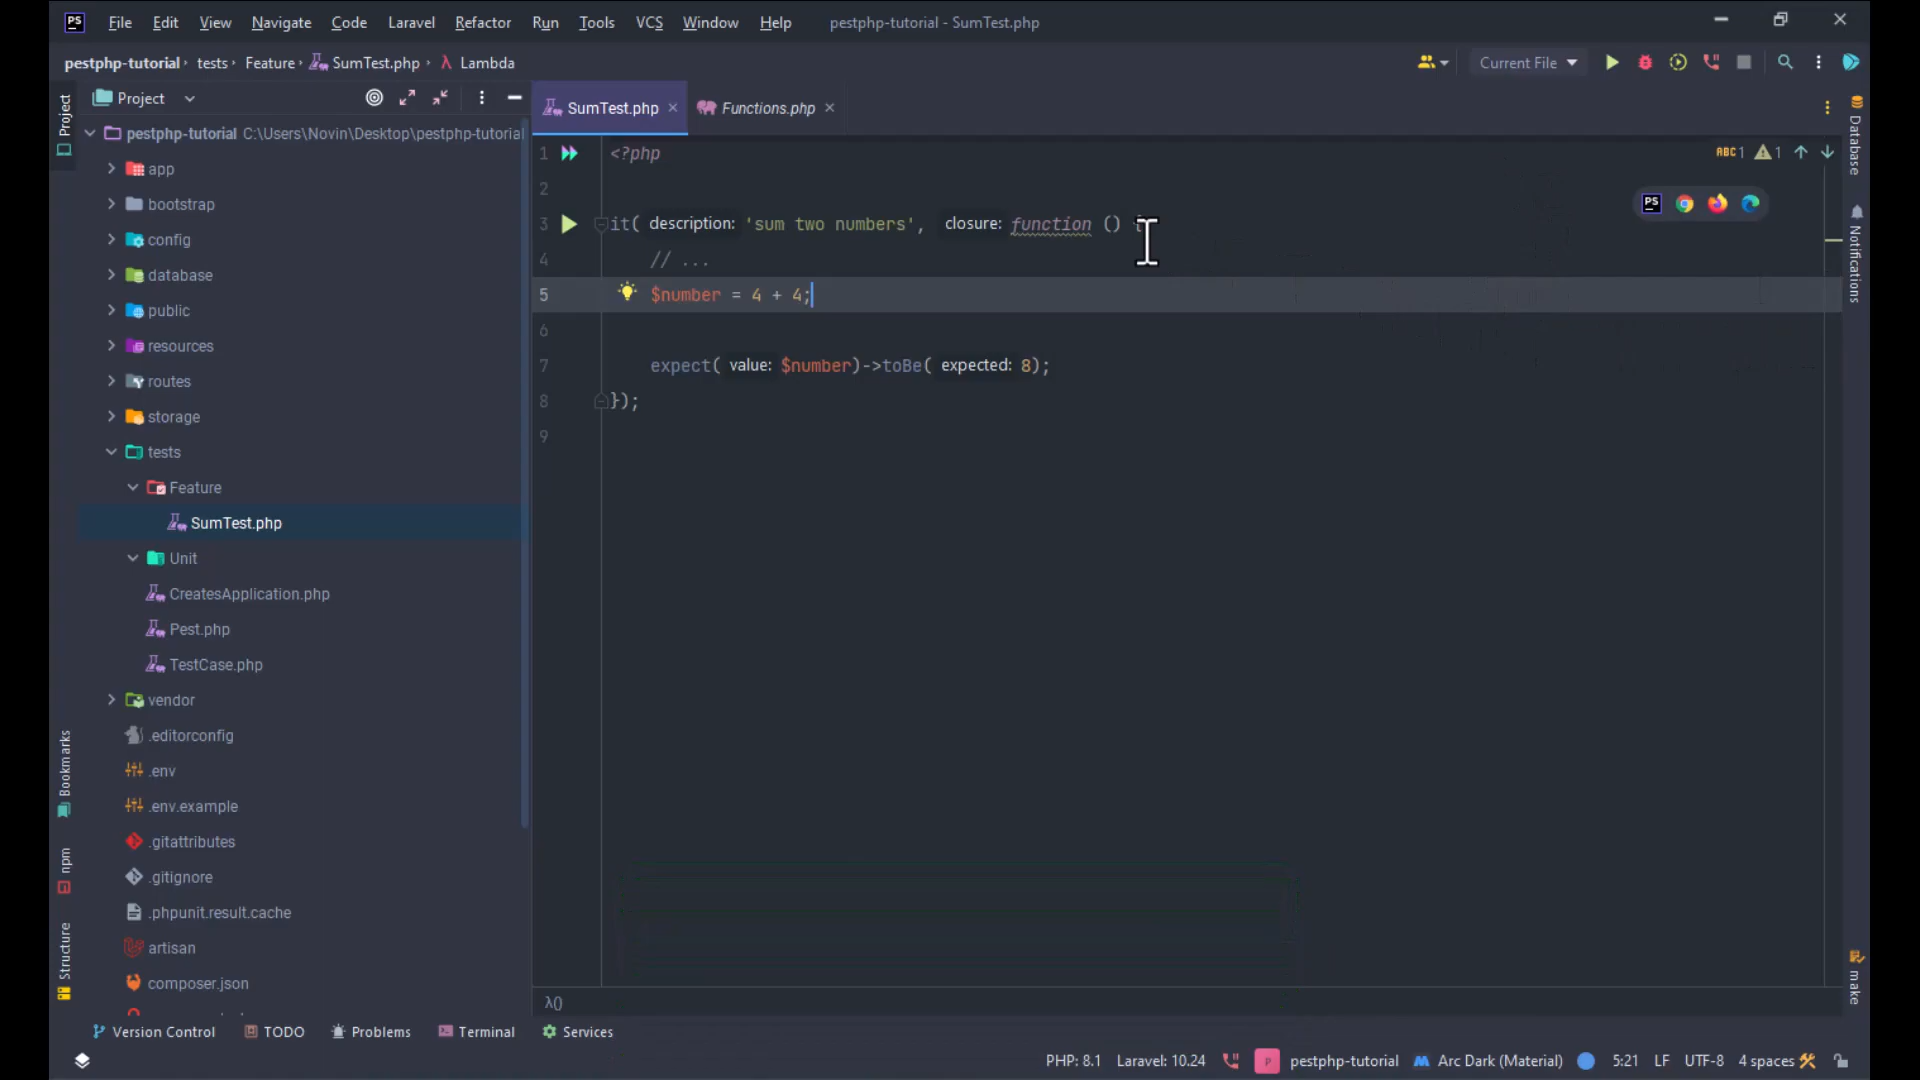 PS File Edit View Navigate Code Laravel Refactor Run Tools VCS Window Help pestphp-tutorial - SumTest.php
pestphp-tutorial tests Feature SumTest.php λ Lambda Current File
Project
SumTest.php Functions.php
pestphp-tutorial C:\Users\Novin\Desktop\pestphp-tutorial
app
bootstrap
config
database
public
resources
routes
storage
tests
Feature
SumTest.php
Unit
CreatesApplication.php
Pest.php
TestCase.php
vendor
.editorconfig
.env
.env.example
.gitattributes
.gitignore
.phpunit.result.cache
artisan
composer.json
1 <?php
2
3 it( description: 'sum two numbers', closure: function () {
4 // ...
5 $number = 4 + 4;
6
7 expect( value: $number)->toBe( expected: 8);
8 });
9
ABC 1 1
PS
λ()
Project
Bookmarks
npm
Structure
Database
Notifications
make
Version Control TODO Problems Terminal Services
PHP: 8.1 Laravel: 10.24 P pestphp-tutorial Arc Dark (Material) 5:21 LF UTF-8 4 spaces